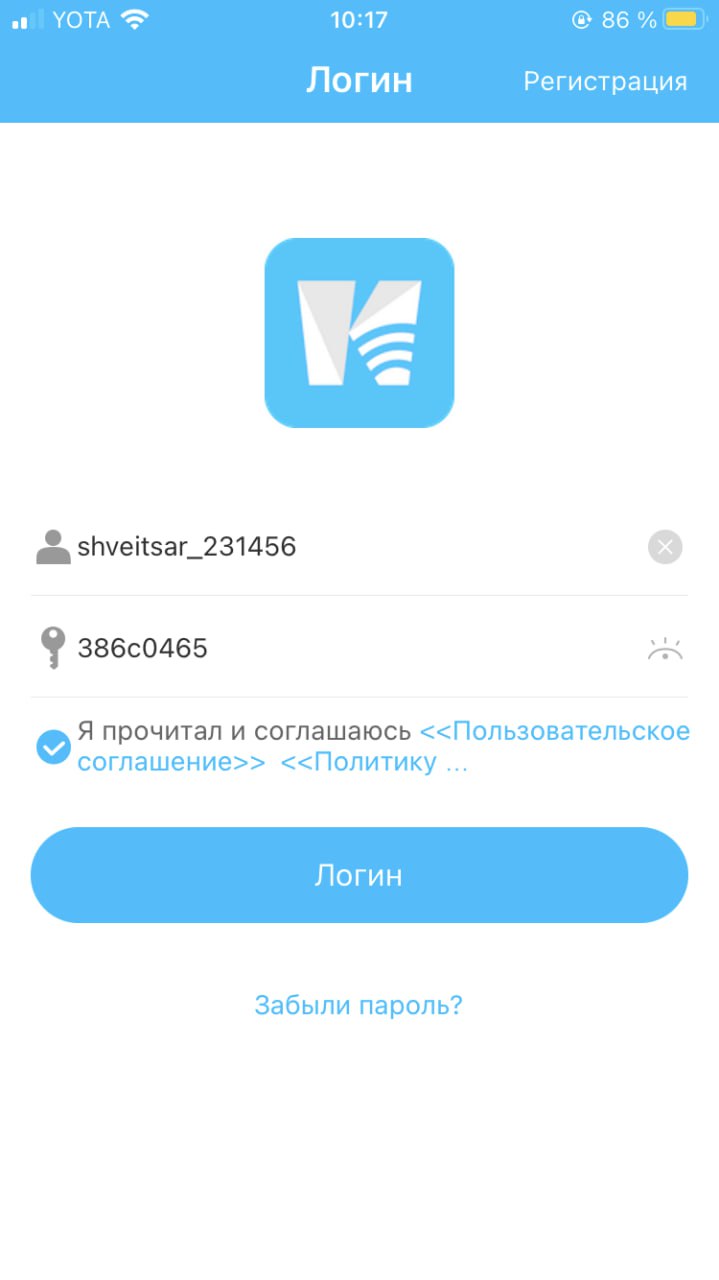 YOTA 10:17 86 %
Логин Регистрация
shveitsar_231456
386c0465
Я прочитал и соглашаюсь <<Пользовательское
соглашение>> <<Политику ...
Логин
Забыли пароль?